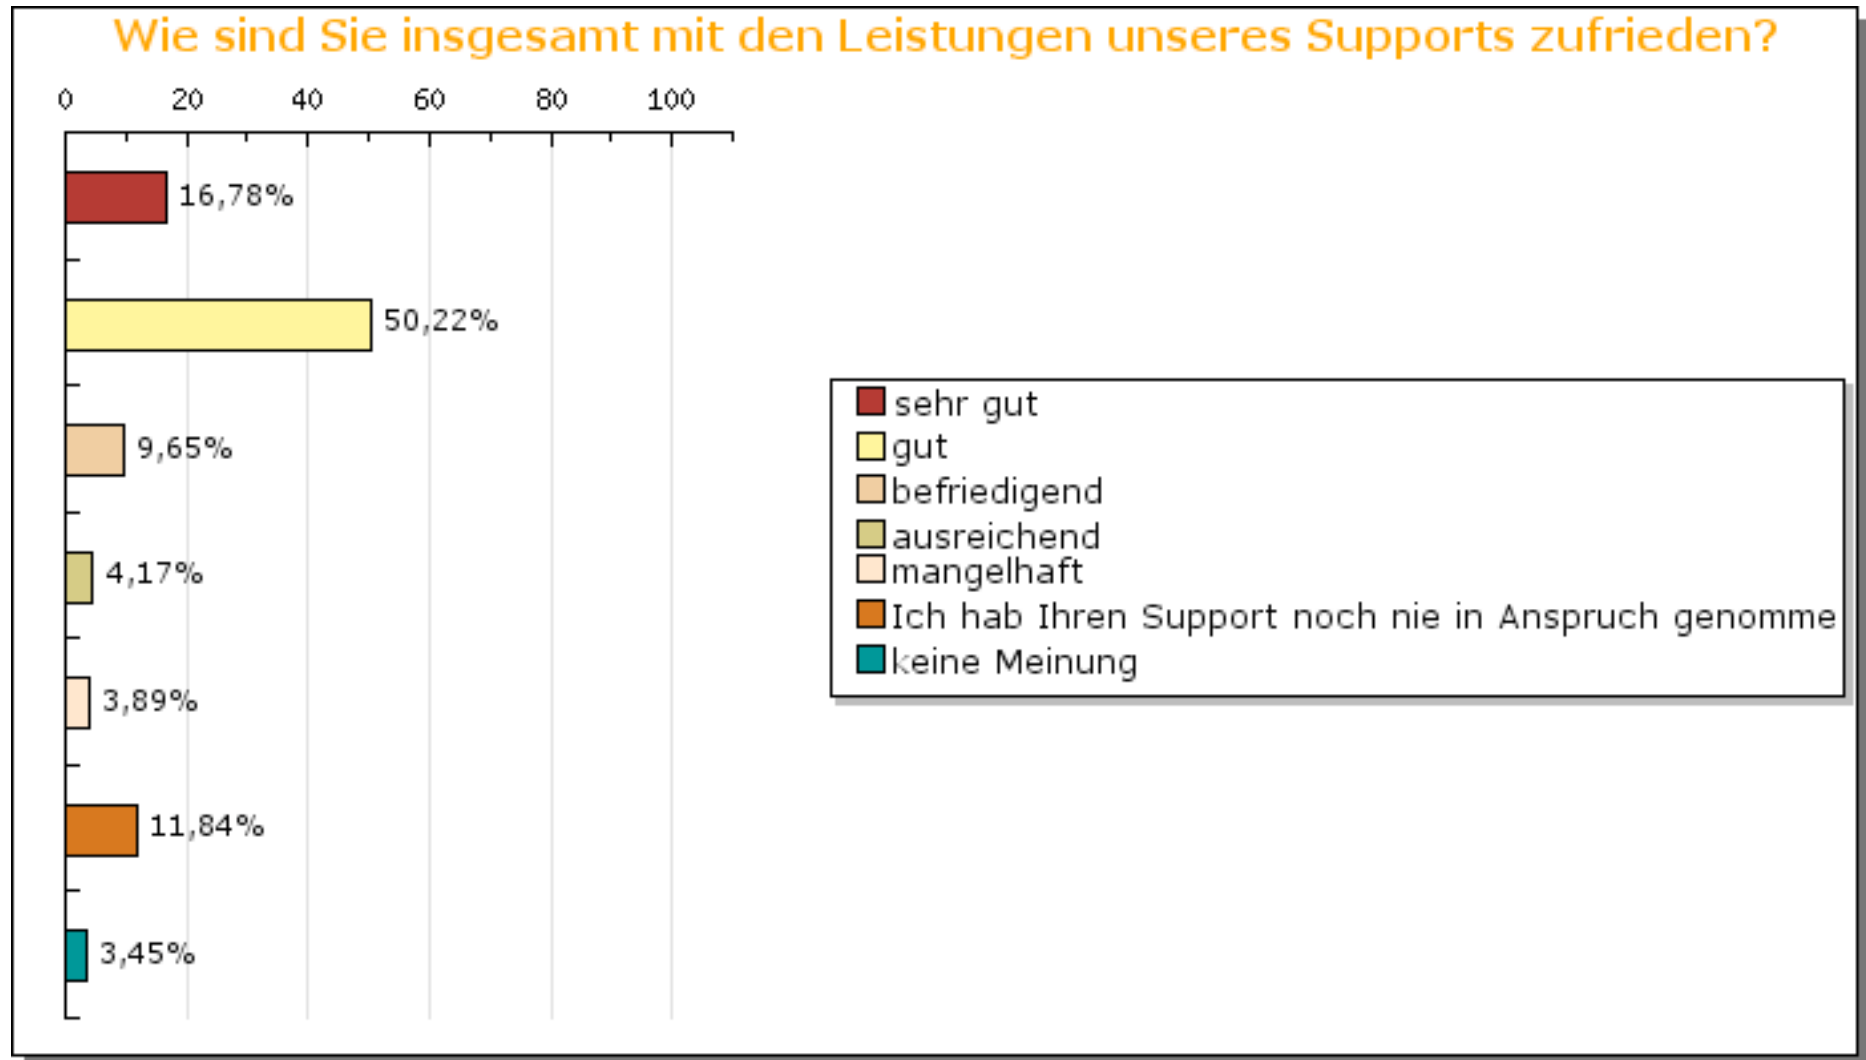 Wie sind Sie insgesamt mit den Leistungen unseres Supports zufrieden?
0 20 40 60 80 100
16,78%
50,22%
9,65%
4,17%
3,89%
11,84%
3,45%
sehr gut
gut
befriedigend
ausreichend
mangelhaft
Ich hab Ihren Support noch nie in Anspruch genomme
keine Meinung